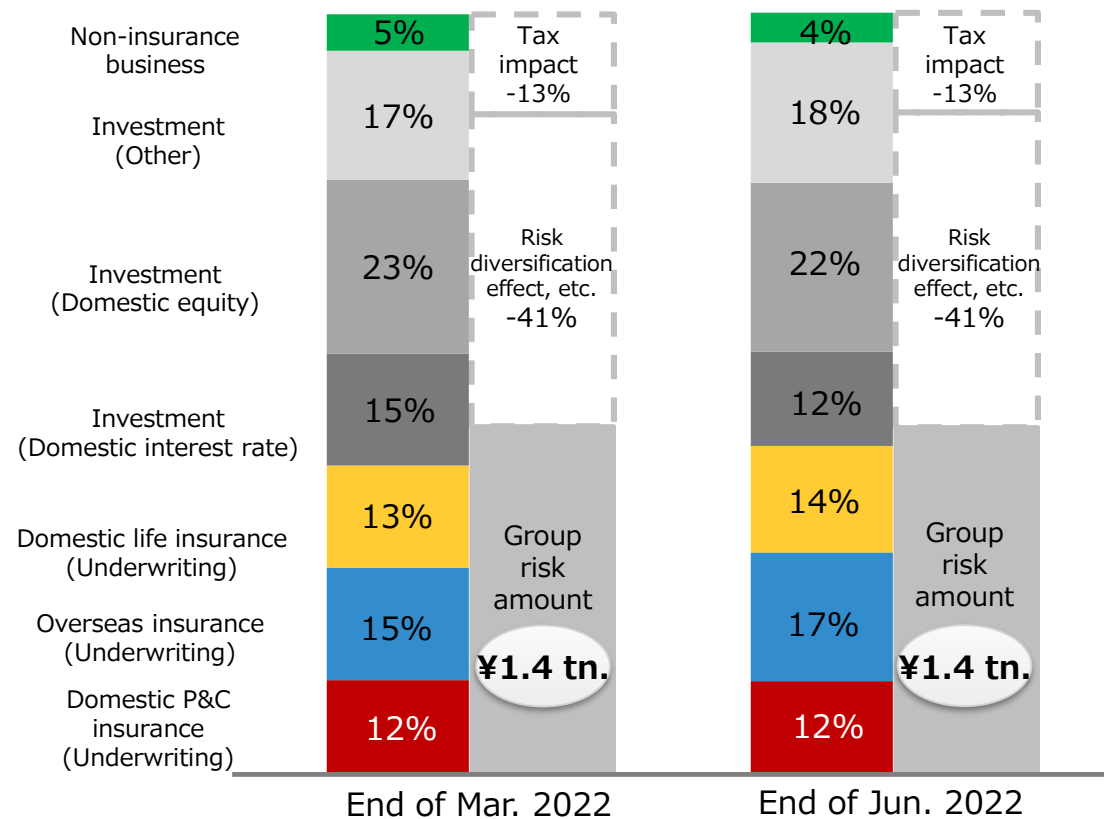 Non-insurance
business
Investment
(Other)
Investment
(Domestic equity)
Investment
(Domestic interest rate)
Domestic life insurance
(Underwriting)
Overseas insurance
(Underwriting)
Domestic P&C
insurance
(Underwriting)
5%
17%
23%
15%
13%
15%
12%
Tax
impact
-13%
Risk
diversification
effect, etc.
-41%
Group
risk
amount
¥1.4 tn.
End of Mar. 2022
4%
18%
22%
12%
14%
17%
12%
Tax
impact
-13%
Risk
diversification
effect, etc.
-41%
Group
risk
amount
¥1.4 tn.
End of Jun. 2022